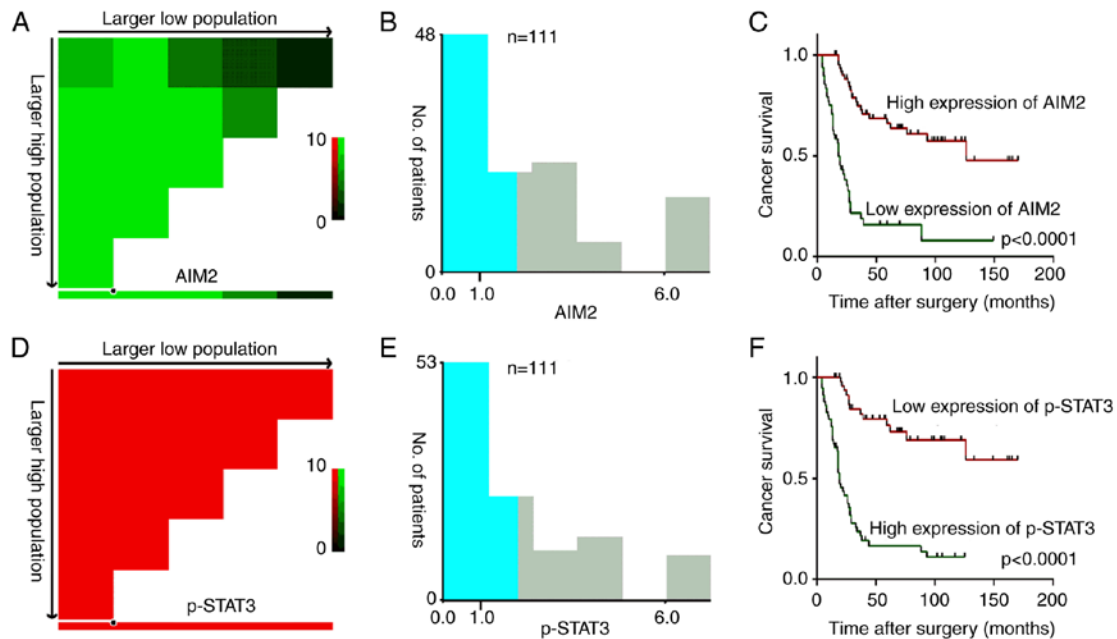 A
Larger low population
Larger high population
10
0
AIM2
B
48
n=111
No. of patients
0
0.0
1.0
6.0
AIM2
C
1.0
0.5
0.0
Cancer survival
High expression of AIM2
Low expression of AIM2
p<0.0001
0
50
100
150
200
Time after surgery (months)
D
Larger low population
Larger high population
10
0
p-STAT3
E
53
n=111
No. of patients
0
0.0
1.0
6.0
p-STAT3
F
1.0
0.5
0.0
Cancer survival
Low expression of p-STAT3
High expression of p-STAT3
p<0.0001
0
50
100
150
200
Time after surgery (months)